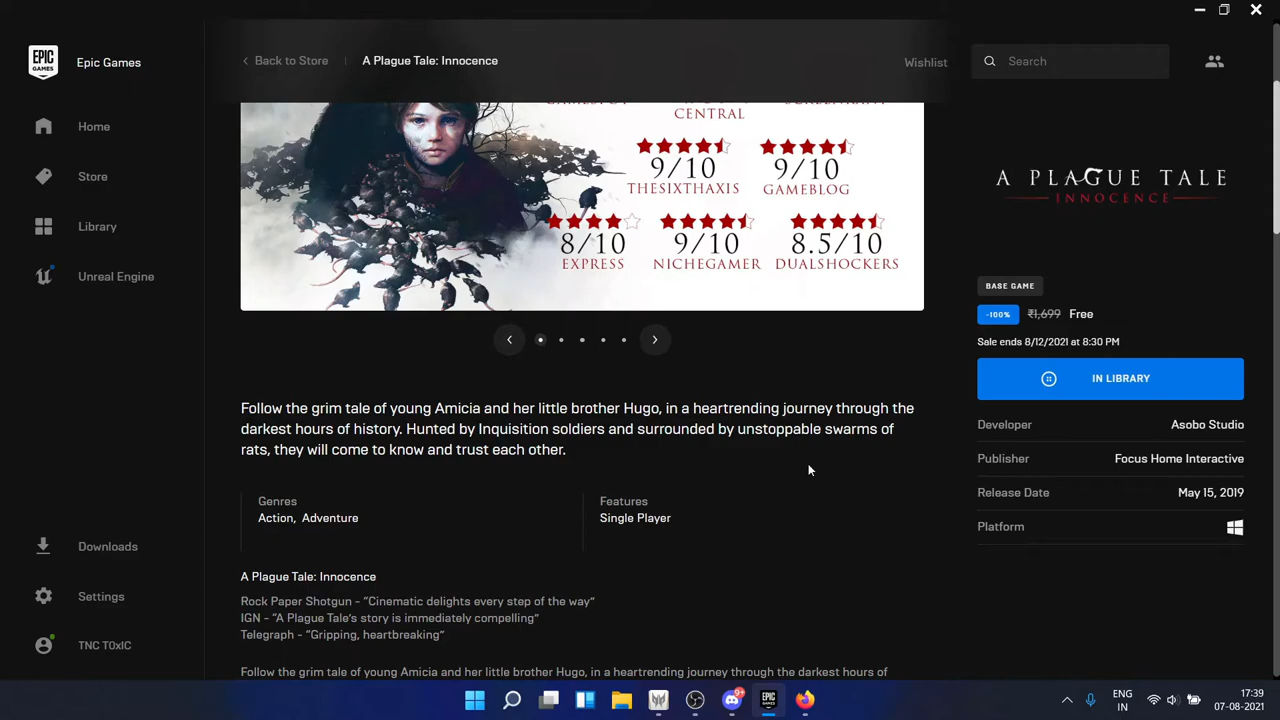 EPIC GAMES
Epic Games
Home
Store
Library
Unreal Engine
Downloads
Settings
TNC T0xIC
Back to Store
A Plague Tale: Innocence
Wishlist
Search
CENTRAL
9/10
THESIXTHAXIS
9/10
GAMEBLOG
8/10
EXPRESS
9/10
NICHEGAMER
8.5/10
DUALSHOCKERS
Follow the grim tale of young Amicia and her little brother Hugo, in a heartrending journey through the
darkest hours of history. Hunted by Inquisition soldiers and surrounded by unstoppable swarms of
rats, they will come to know and trust each other.
Genres
Action, Adventure
Features
Single Player
A Plague Tale: Innocence
Rock Paper Shotgun - “Cinematic delights every step of the way”
IGN - “A Plague Tale’s story is immediately compelling”
Telegraph - “Gripping, heartbreaking”
Follow the grim tale of young Amicia and her little brother Hugo, in a heartrending journey through the darkest hours of
A PLAGUE TALE
INNOCENCE
BASE GAME
-100% ₹1,699 Free
Sale ends 8/12/2021 at 8:30 PM
IN LIBRARY
Developer Asobo Studio
Publisher Focus Home Interactive
Release Date May 15, 2019
Platform
9+
EPIC GAMES
ENG
IN
17:39
07-08-2021